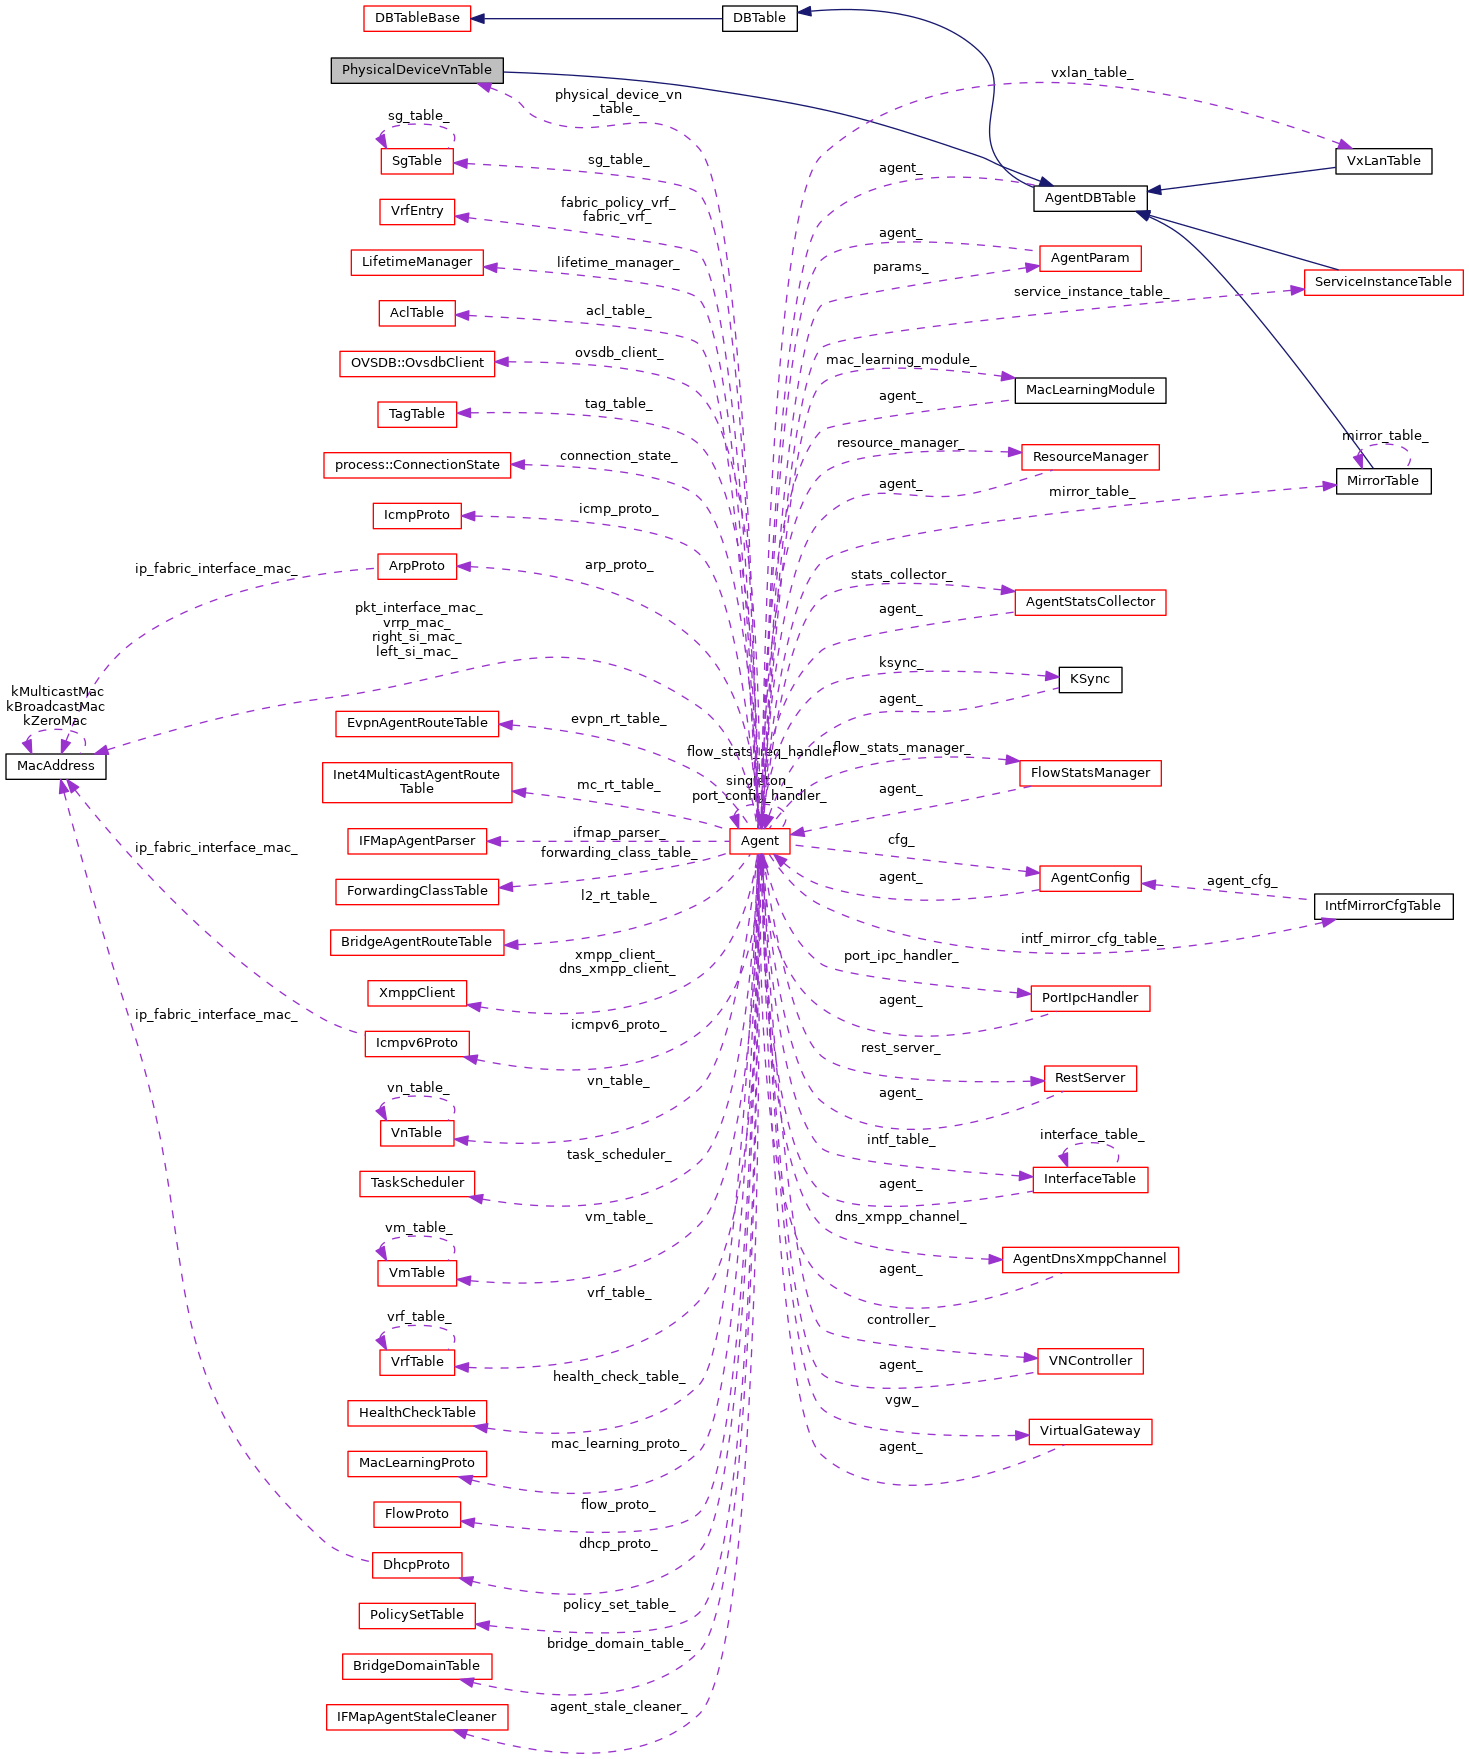 DBTableBase
DBTable
PhysicalDeviceVnTable
vxlan_table_
physical_device_vn
_table_
sg_table_
SgTable
sg_table_
agent_
VxLanTable
AgentDBTable
VrfEntry
fabric_policy_vrf_
fabric_vrf_
agent_
AgentParam
LifetimeManager
lifetime_manager_
params_
ServiceInstanceTable
service_instance_table_
AclTable
acl_table_
OVSDB::OvsdbClient
ovsdb_client_
mac_learning_module_
MacLearningModule
agent_
TagTable
tag_table_
mirror_table_
resource_manager_
process::ConnectionState
connection_state_
ResourceManager
agent_
MirrorTable
mirror_table_
IcmpProto
icmp_proto_
ip_fabric_interface_mac_
ArpProto
arp_proto_
stats_collector_
AgentStatsCollector
agent_
pkt_interface_mac_
vrrp_mac_
right_si_mac_
left_si_mac_
ksync_
KSync
agent_
kMulticastMac
kBroadcastMac
kZeroMac
MacAddress
EvpnAgentRouteTable
evpn_rt_table_
flow_stats_req_handler_
singleton_
port_config_handler_
flow_stats_manager_
FlowStatsManager
agent_
Inet4MulticastAgentRoute
Table
mc_rt_table_
IFMapAgentParser
ifmap_parser_
Agent
cfg_
ip_fabric_interface_mac_
forwarding_class_table_
ForwardingClassTable
agent_
AgentConfig
agent_cfg_
IntfMirrorCfgTable
l2_rt_table_
BridgeAgentRouteTable
intf_mirror_cfg_table_
xmpp_client_
dns_xmpp_client_
port_ipc_handler_
XmppClient
PortIpcHandler
agent_
ip_fabric_interface_mac_
icmpv6_proto_
Icmpv6Proto
rest_server_
RestServer
agent_
vn_table_
vn_table_
VnTable
interface_table_
intf_table_
task_scheduler_
TaskScheduler
InterfaceTable
agent_
vm_table_
vm_table_
dns_xmpp_channel_
VmTable
AgentDnsXmppChannel
agent_
vrf_table_
vrf_table_
controller_
VrfTable
VNController
agent_
health_check_table_
HealthCheckTable
vgw_
VirtualGateway
mac_learning_proto_
agent_
MacLearningProto
flow_proto_
FlowProto
dhcp_proto_
DhcpProto
policy_set_table_
PolicySetTable
bridge_domain_table_
BridgeDomainTable
agent_stale_cleaner_
IFMapAgentStaleCleaner